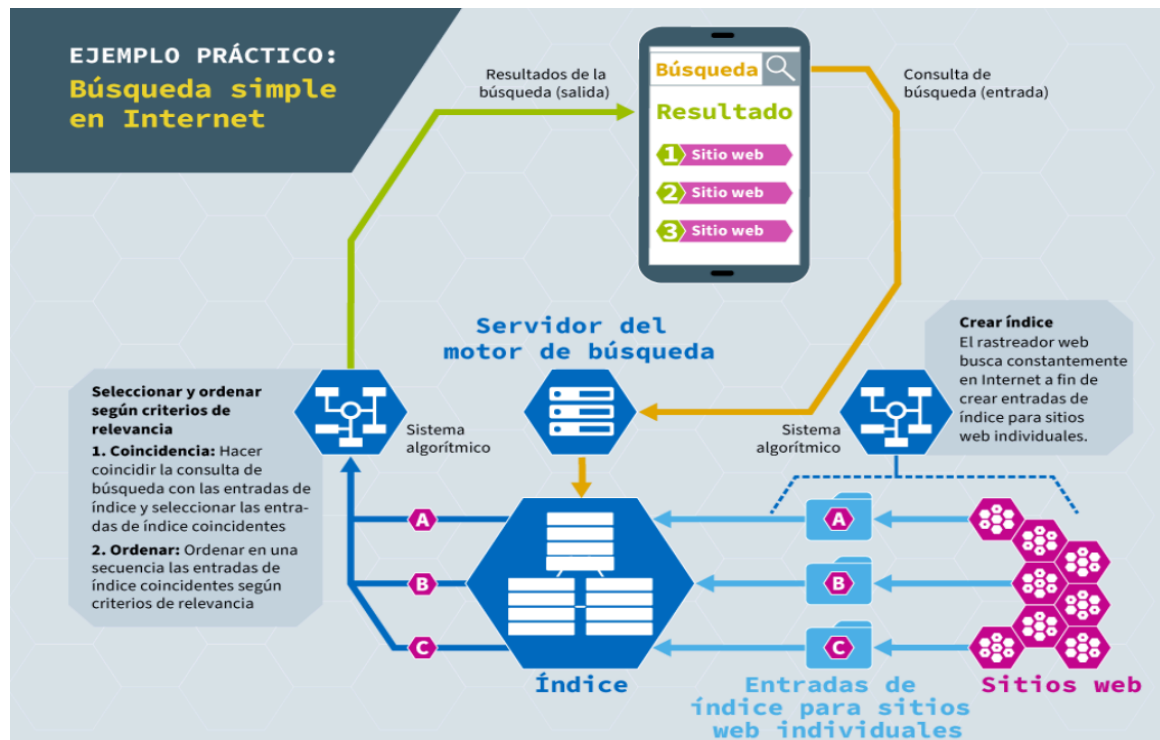 EJEMPLO PRÁCTICO:
Búsqueda simple
en Internet
Resultados de la
búsqueda (salida)
Búsqueda
Resultado
1 Sitio web
2 Sitio web
3 Sitio web
Consulta de
búsqueda (entrada)
Servidor del
motor de búsqueda
Crear índice
El rastreador web
busca constantemente
en Internet a fin de
crear entradas de
índice para sitios
web individuales.
Seleccionar y ordenar
según criterios de
relevancia
1. Coincidencia: Hacer
coincidir la consulta de
búsqueda con las entradas de
índice y seleccionar las entra-
das de índice coincidentes
2. Ordenar: Ordenar en una
secuencia las entradas de
índice coincidentes según
criterios de relevancia
Sistema
algorítmico
Sistema
algorítmico
A
B
C
A
B
C
Índice
Entradas de
índice para sitios
web individuales
Sitios web